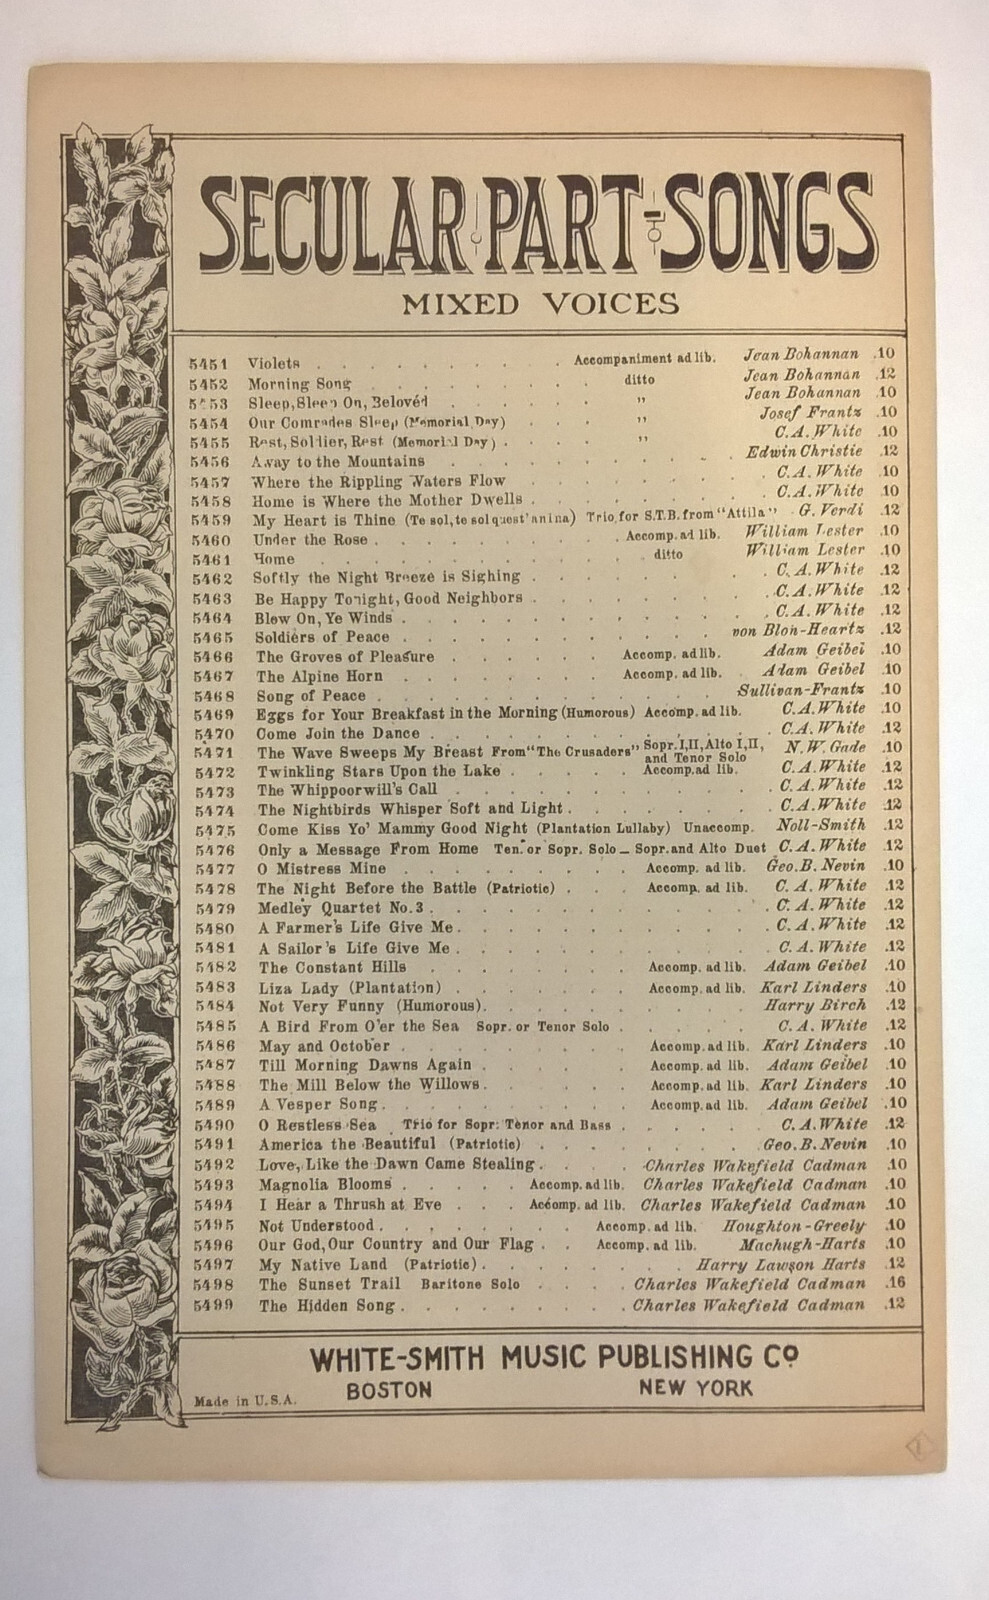 SECULAR PART-SONGS
MIXED VOICES
5451 Violets . . . . . . . . . Accompaniment ad lib. Jean Bohannan .10
5452 Morning Song . . . . . . . . ditto Jean Bohannan .12
5453 Sleep, Sleep On, Belovéd . . . . . " Jean Bohannan .10
5454 Our Comrades Sleep (Memorial Day) . . . " Josef Frantz .10
5455 Rest, Soldier, Rest (Memorial Day) . . . . " C.A. White .10
5456 Away to the Mountains . . . . . . . . . . Edwin Christie .12
5457 Where the Rippling Waters Flow . . . . . . . . C.A. White .10
5458 Home is Where the Mother Dwells . . . . . . . C.A. White .10
5459 My Heart is Thine (Te sol, te sol quest' anina) Trio, for S.T.B. from "Attila" G. Verdi .12
5460 Under the Rose . . . . . . . . Accomp. ad lib. William Lester .10
5461 Home . . . . . . . . . ditto William Lester .10
5462 Softly the Night Breeze is Sighing . . . . . . . C. A. White .12
5463 Be Happy Tonight, Good Neighbors . . . . . . . C.A. White .12
5464 Blow On, Ye Winds . . . . . . . . . . . C. A. White .12
5465 Soldiers of Peace . . . . . . . . . . von Blon-Heartz .12
5466 The Groves of Pleasure . . . . . Accomp. ad lib. Adam Geibel .10
5467 The Alpine Horn . . . . . . Accomp. ad lib. Adam Geibel .10
5468 Song of Peace . . . . . . . . . . Sullivan-Frantz .10
5469 Eggs for Your Breakfast in the Morning (Humorous) Accomp. ad lib. C.A. White .10
5470 Come Join the Dance . . . . . . . . . . C.A. White .12
5471 The Wave Sweeps My Breast From "The Crusaders" Sopr. I, II, Alto I, II, and Tenor Solo N. W. Gade .10
5472 Twinkling Stars Upon the Lake . . . . . Accomp. ad lib. C. A. White .12
5473 The Whippoorwill's Call . . . . . . . . . . C.A. White .12
5474 The Nightbirds Whisper Soft and Light . . . . . . C.A. White .12
5475 Come Kiss Yo' Mammy Good Night (Plantation Lullaby) Unaccomp. Noll-Smith .12
5476 Only a Message From Home Ten. or Sopr. Solo — Sopr. and Alto Duet C. A. White .12
5477 O Mistress Mine . . . . . . . Accomp. ad lib. Geo. B. Nevin .10
5478 The Night Before the Battle (Patriotic) . . . Accomp. ad lib. C. A. White .12
5479 Medley Quartet No. 3 . . . . . . . . . . C. A. White .12
5480 A Farmer's Life Give Me . . . . . . . . . . C. A. White .12
5481 A Sailor's Life Give Me . . . . . . . . . . C. A. White .12
5482 The Constant Hills . . . . . . Accomp. ad lib. Adam Geibel .10
5483 Liza Lady (Plantation) . . . . . . Accomp. ad lib. Karl Linders .10
5484 Not Very Funny (Humorous) . . . . . . . . Harry Birch .12
5485 A Bird From O'er the Sea Sopr. or Tenor Solo . . . . . C. A. White .12
5486 May and October . . . . . . . Accomp. ad lib. Karl Linders .10
5487 Till Morning Dawns Again . . . . . Accomp. ad lib. Adam Geibel .10
5488 The Mill Below the Willows . . . . . Accomp. ad lib. Karl Linders .10
5489 A Vesper Song . . . . . . . Accomp. ad lib. Adam Geibel .10
5490 O Restless Sea Trio for Sopr. Tenor and Bass . . . . . C. A. White .12
5491 America the Beautiful (Patriotic) . . . . . . . Geo. B. Nevin .10
5492 Love, Like the Dawn Came Stealing . . . . Charles Wakefield Cadman .10
5493 Magnolia Blooms . . . . . Accomp. ad lib. Charles Wakefield Cadman .10
5494 I Hear a Thrush at Eve . . . Accomp. ad lib. Charles Wakefield Cadman .10
5495 Not Understood . . . . . . . Accomp. ad lib. Houghton-Greely .10
5496 Our God, Our Country and Our Flag . . Accomp. ad lib. Machugh-Harts .10
5497 My Native Land (Patriotic) . . . . . . . Harry Lawson Harts .12
5498 The Sunset Trail Baritone Solo . . . . Charles Wakefield Cadman .16
5499 The Hidden Song . . . . . . . . Charles Wakefield Cadman .12
WHITE-SMITH MUSIC PUBLISHING CO.
BOSTON NEW YORK
Made in U.S.A.